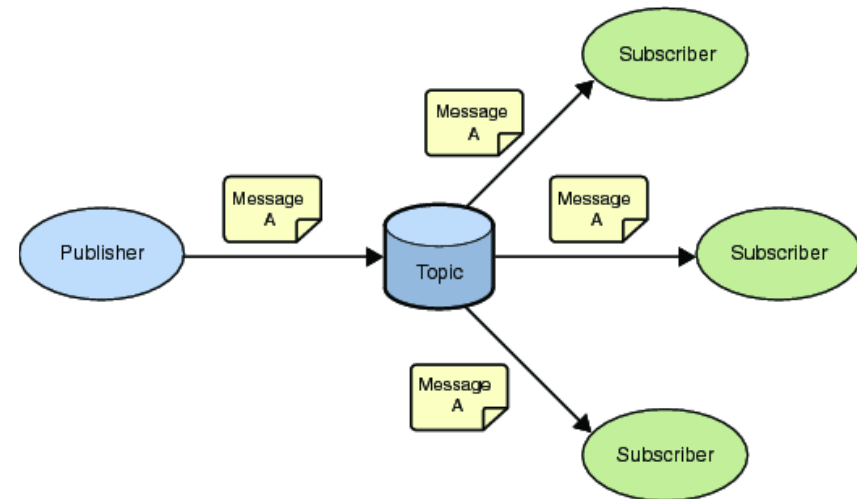 Subscriber
Message
A
Message
A
Message
A
Publisher
Topic
Subscriber
Message
A
Subscriber